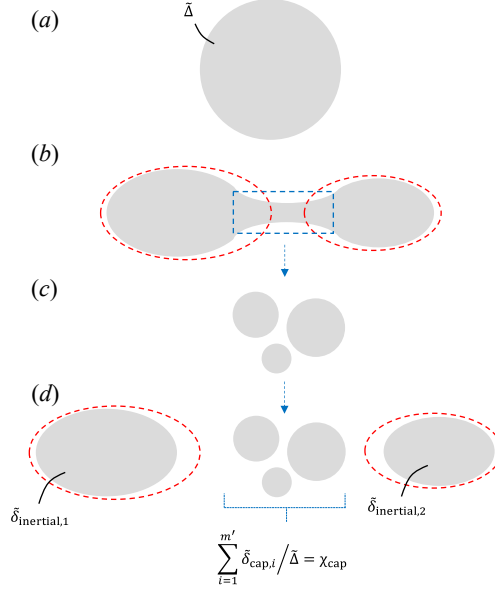 (a)
Δ̃
(b)
(c)
(d)
δ̃inertial,1
δ̃inertial,2
∑_{i=1}^{m′} δ̃cap,i / Δ̃ = χcap